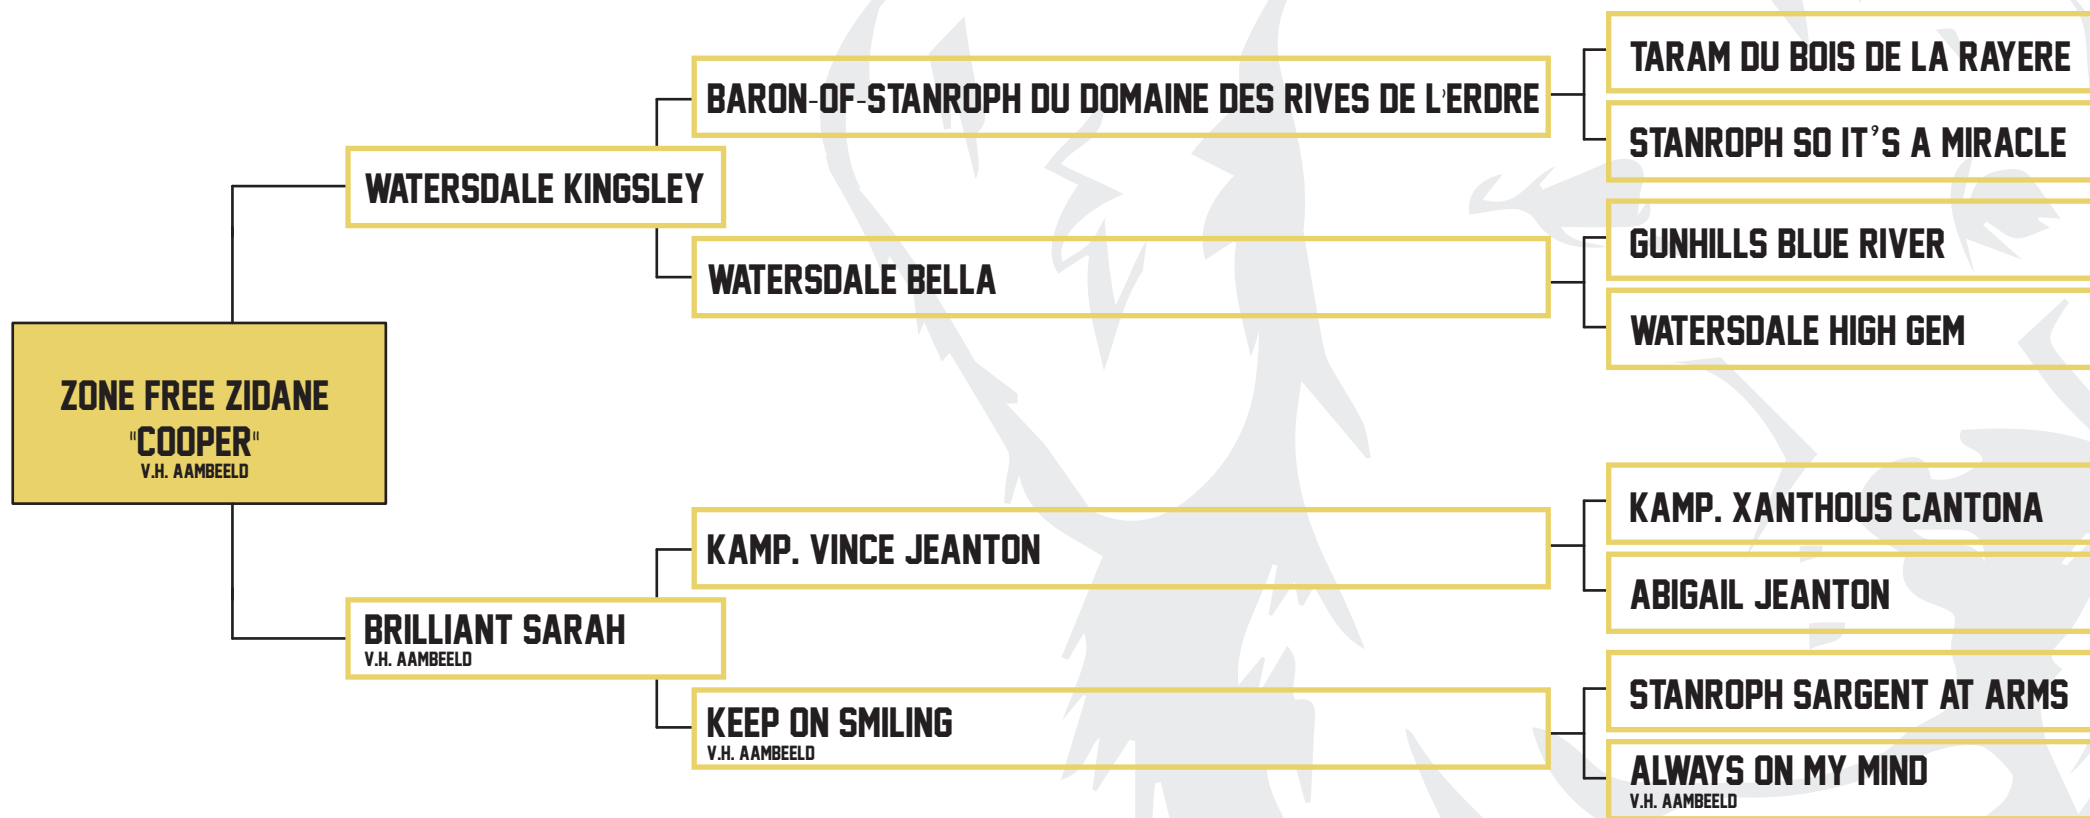 ZONE FREE ZIDANE
"COOPER"
V.H. AAMBEELD
WATERSDALE KINGSLEY
BRILLIANT SARAH
V.H. AAMBEELD
BARON-OF-STANROPH DU DOMAINE DES RIVES DE L'ERDRE
WATERSDALE BELLA
KAMP. VINCE JEANTON
KEEP ON SMILING
V.H. AAMBEELD
TARAM DU BOIS DE LA RAYERE
STANROPH SO IT'S A MIRACLE
GUNHILLS BLUE RIVER
WATERSDALE HIGH GEM
KAMP. XANTHOUS CANTONA
ABIGAIL JEANTON
STANROPH SARGENT AT ARMS
ALWAYS ON MY MIND
V.H. AAMBEELD